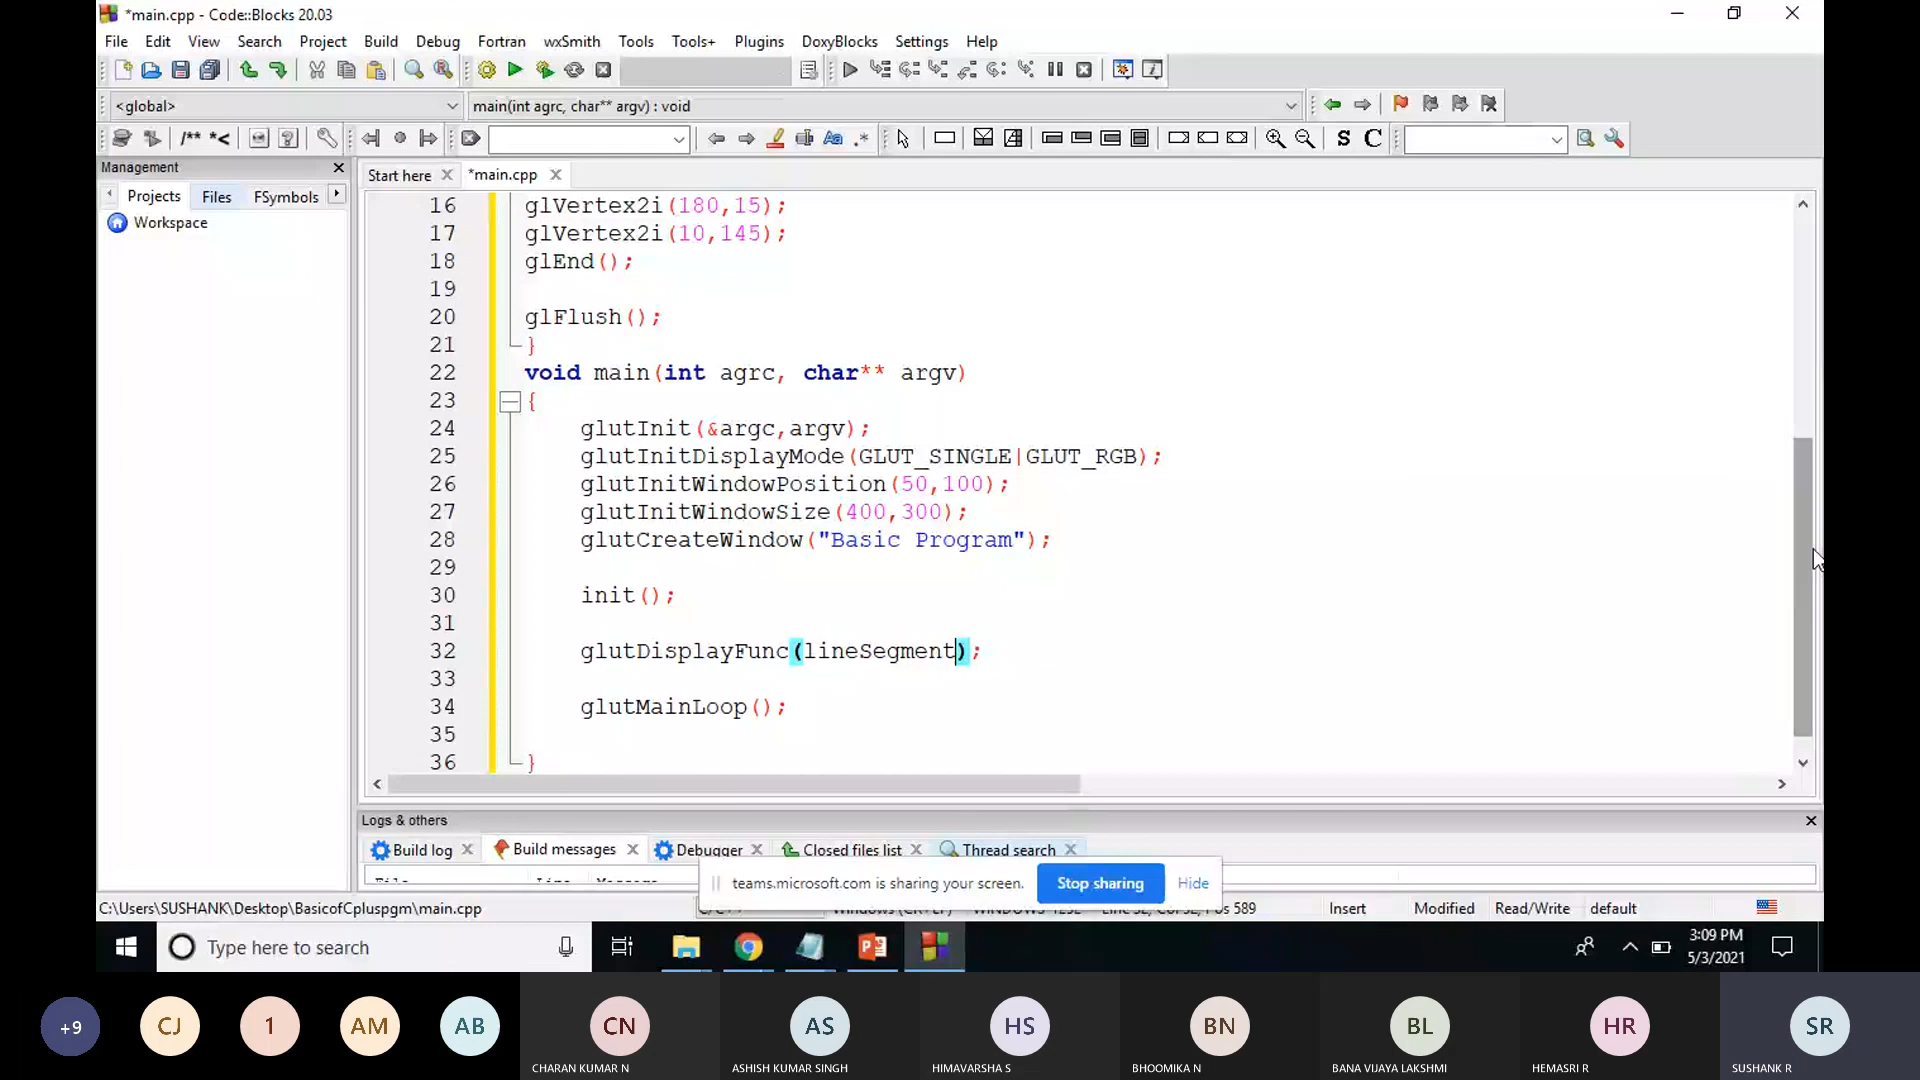 *main.cpp - Code::Blocks 20.03
File Edit View Search Project Build Debug Fortran wxSmith Tools Tools+ Plugins DoxyBlocks Settings Help
<global> main(int agrc, char** argv) : void
/** *< Aa .* S C
Management
Start here *main.cpp
Projects Files FSymbols
Workspace
16 glVertex2i(180,15);
17 glVertex2i(10,145);
18 glEnd();
19
20 glFlush();
21 }
22 void main(int agrc, char** argv)
23 {
24 glutInit(&argc,argv);
25 glutInitDisplayMode(GLUT_SINGLE|GLUT_RGB);
26 glutInitWindowPosition(50,100);
27 glutInitWindowSize(400,300);
28 glutCreateWindow("Basic Program");
29
30 init();
31
32 glutDisplayFunc(lineSegment);
33
34 glutMainLoop();
35
36 }
Logs & others
Build log Build messages Debugger Closed files list Thread search
teams.microsoft.com is sharing your screen. Stop sharing Hide
C:\Users\SUSHANK\Desktop\BasicofCpluspgm\main.cpp Pos 589 Insert Modified Read/Write default
Type here to search
3:09 PM
5/3/2021
+9 CJ 1 AM AB CN AS HS BN BL HR SR
CHARAN KUMAR N ASHISH KUMAR SINGH HIMAVARSHA S BHOOMIKA N BANA VIJAYA LAKSHMI HEMASRI R SUSHANK R